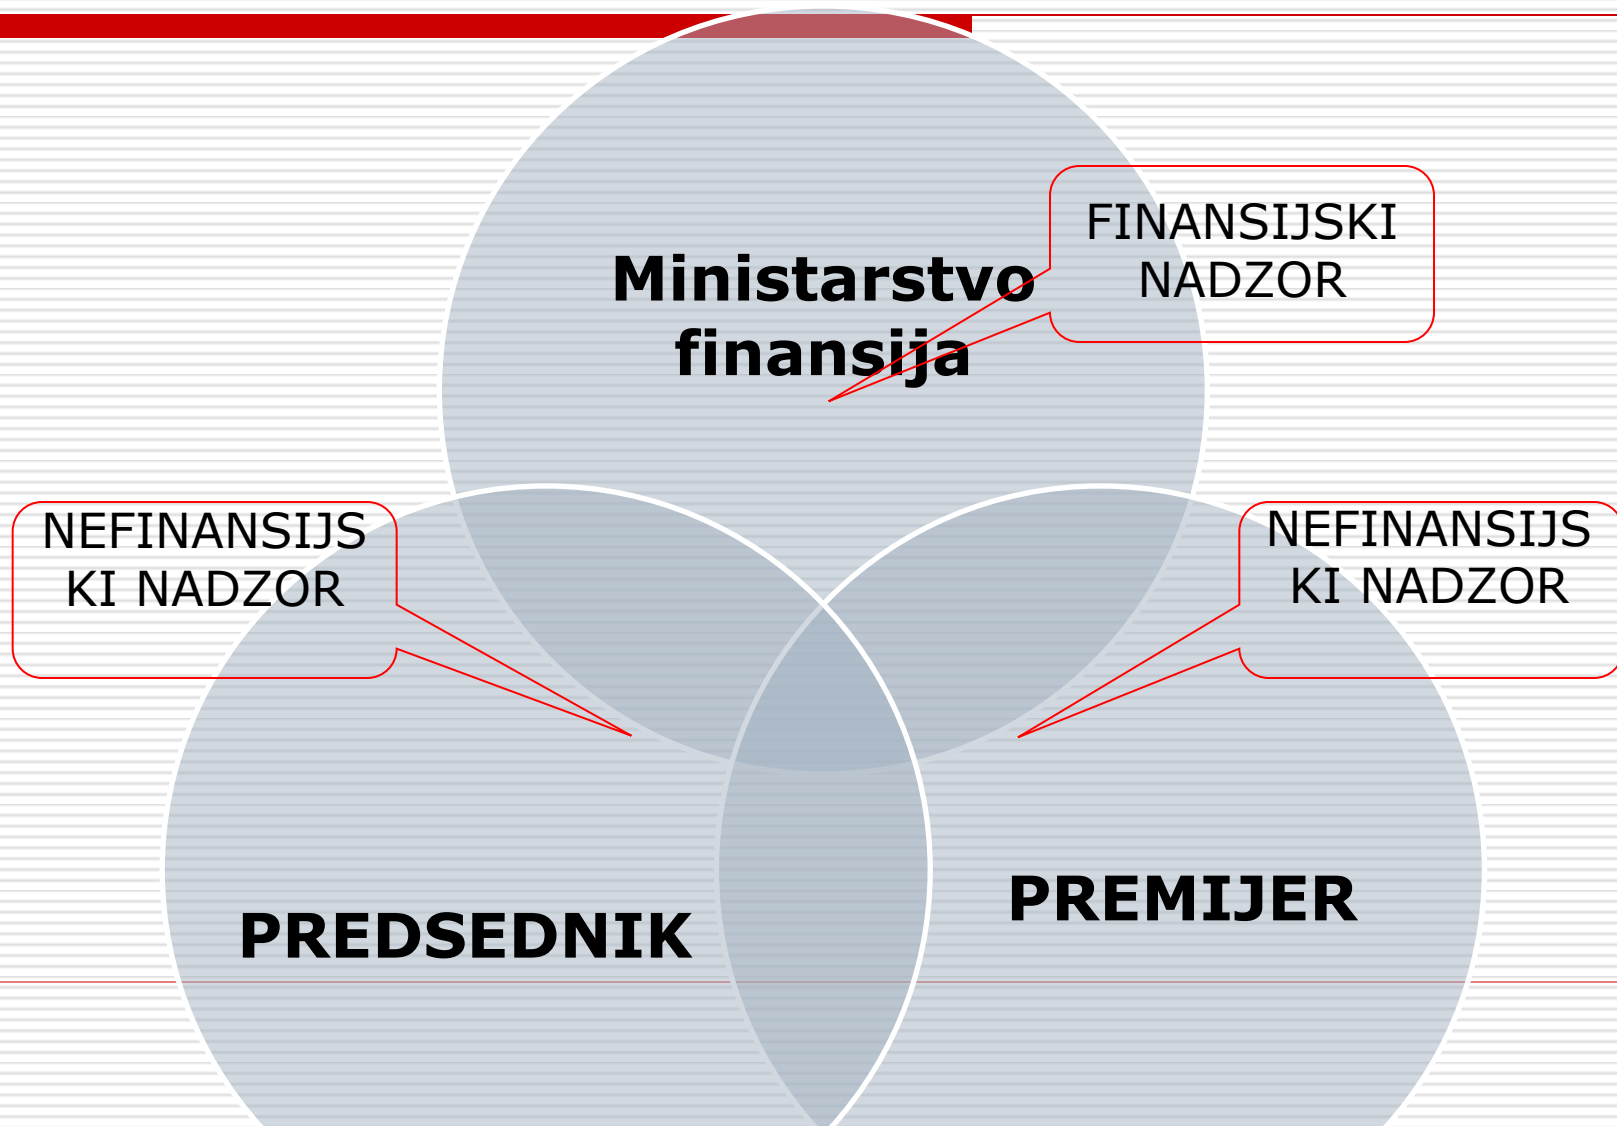 FINANSIJSKI
NADZOR
Ministarstvo
finansija
NEFINANSIJS
KI NADZOR
NEFINANSIJS
KI NADZOR
PREDSEDNIK
PREMIJER